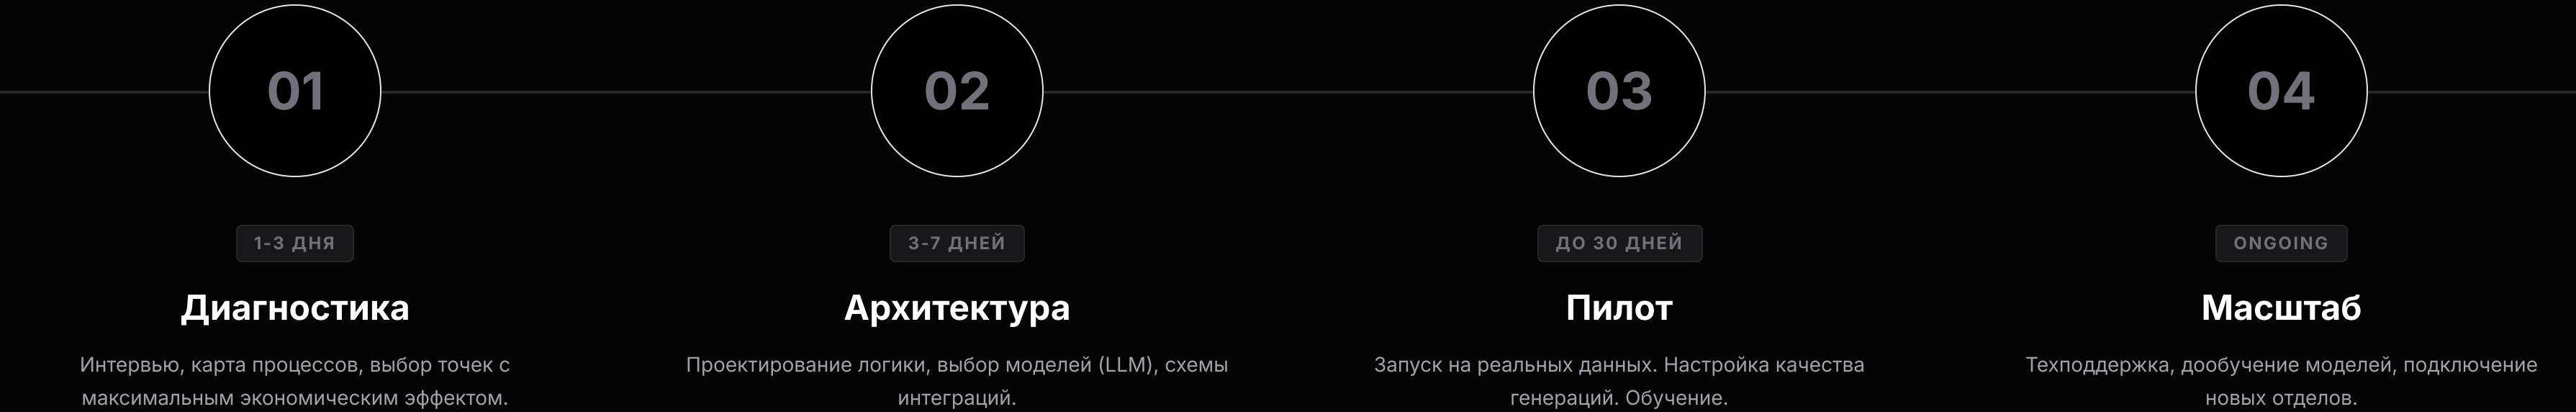 01
02
03
04
1-3 ДНЯ
3-7 ДНЕЙ
ДО 30 ДНЕЙ
ONGOING
Диагностика
Архитектура
Пилот
Масштаб
Интервью, карта процессов, выбор точек с
максимальным экономическим эффектом.
Проектирование логики, выбор моделей (LLM), схемы
интеграций.
Запуск на реальных данных. Настройка качества
генераций. Обучение.
Техподдержка, дообучение моделей, подключение
новых отделов.